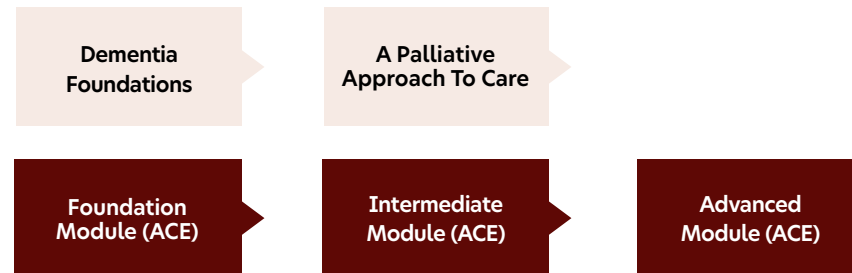 Dementia
Foundations
A Palliative
Approach To Care
Foundation
Module (ACE)
Intermediate
Module (ACE)
Advanced
Module (ACE)